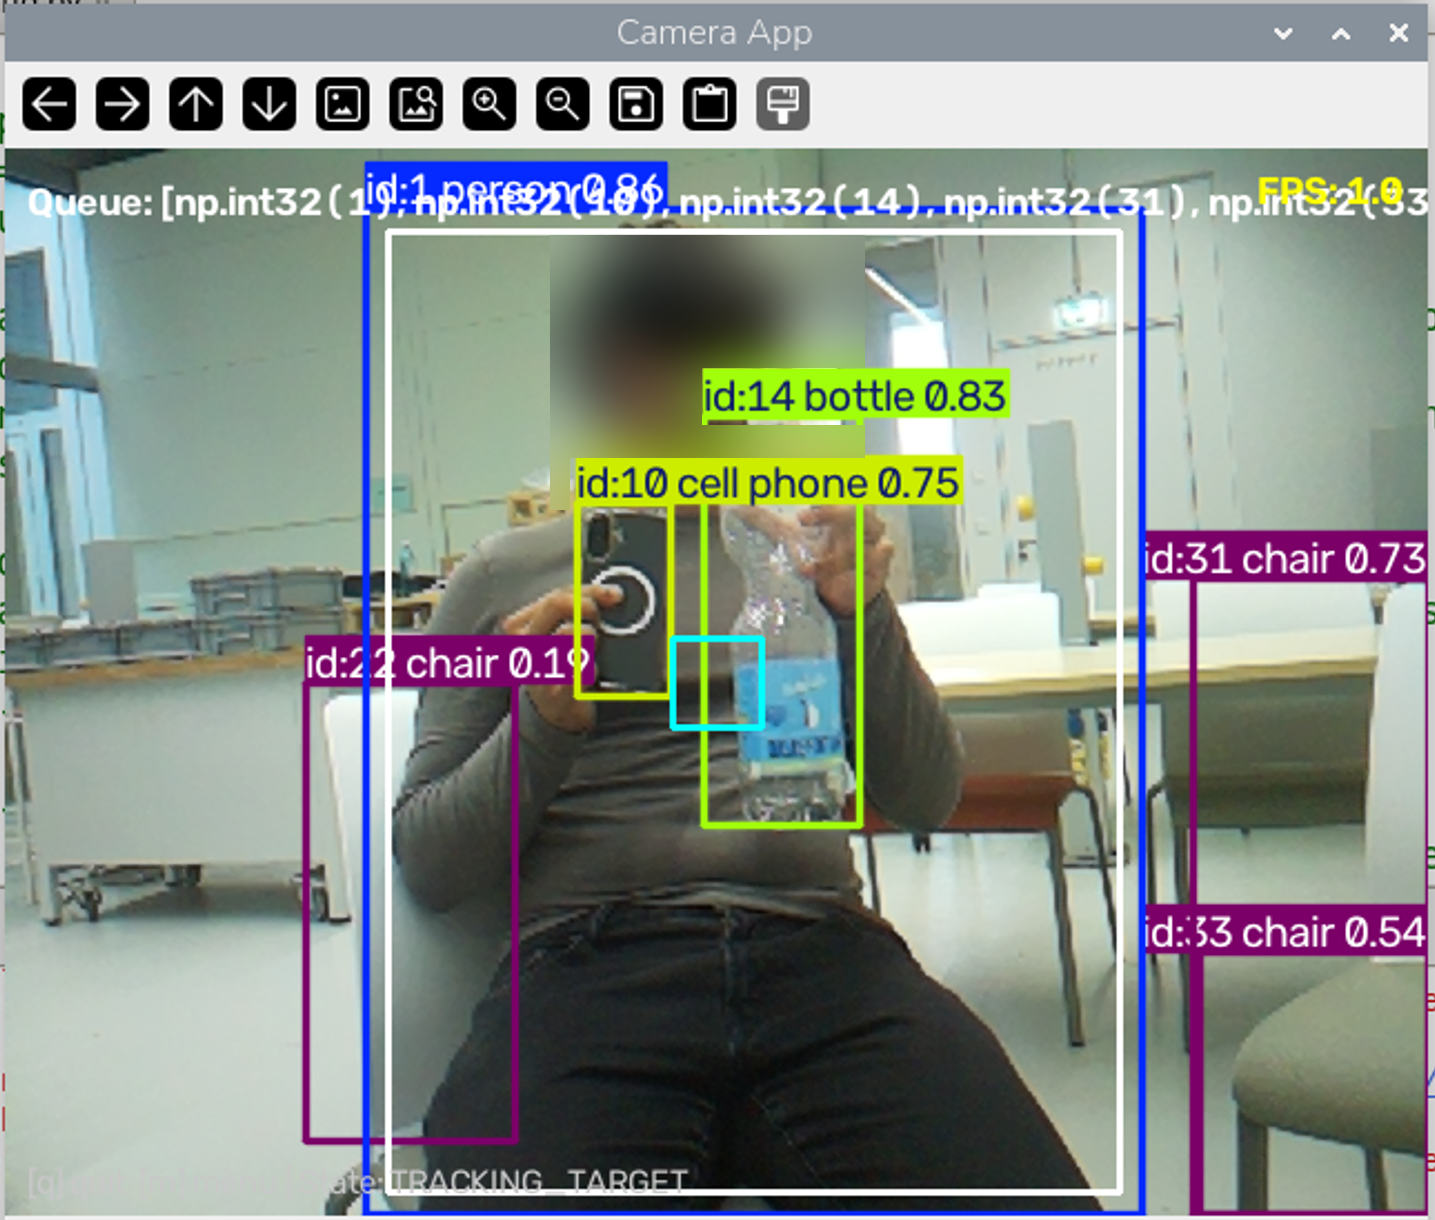 Camera App
id:1 person 0.86
Queue: [np.int32(1), np.int32(10), np.int32(14), np.int32(31), np.int32(33
FPS: 1.0
id:14 bottle 0.83
id:10 cell phone 0.75
id:31 chair 0.73
id:22 chair 0.19
id:33 chair 0.54
TRACKING_TARGET